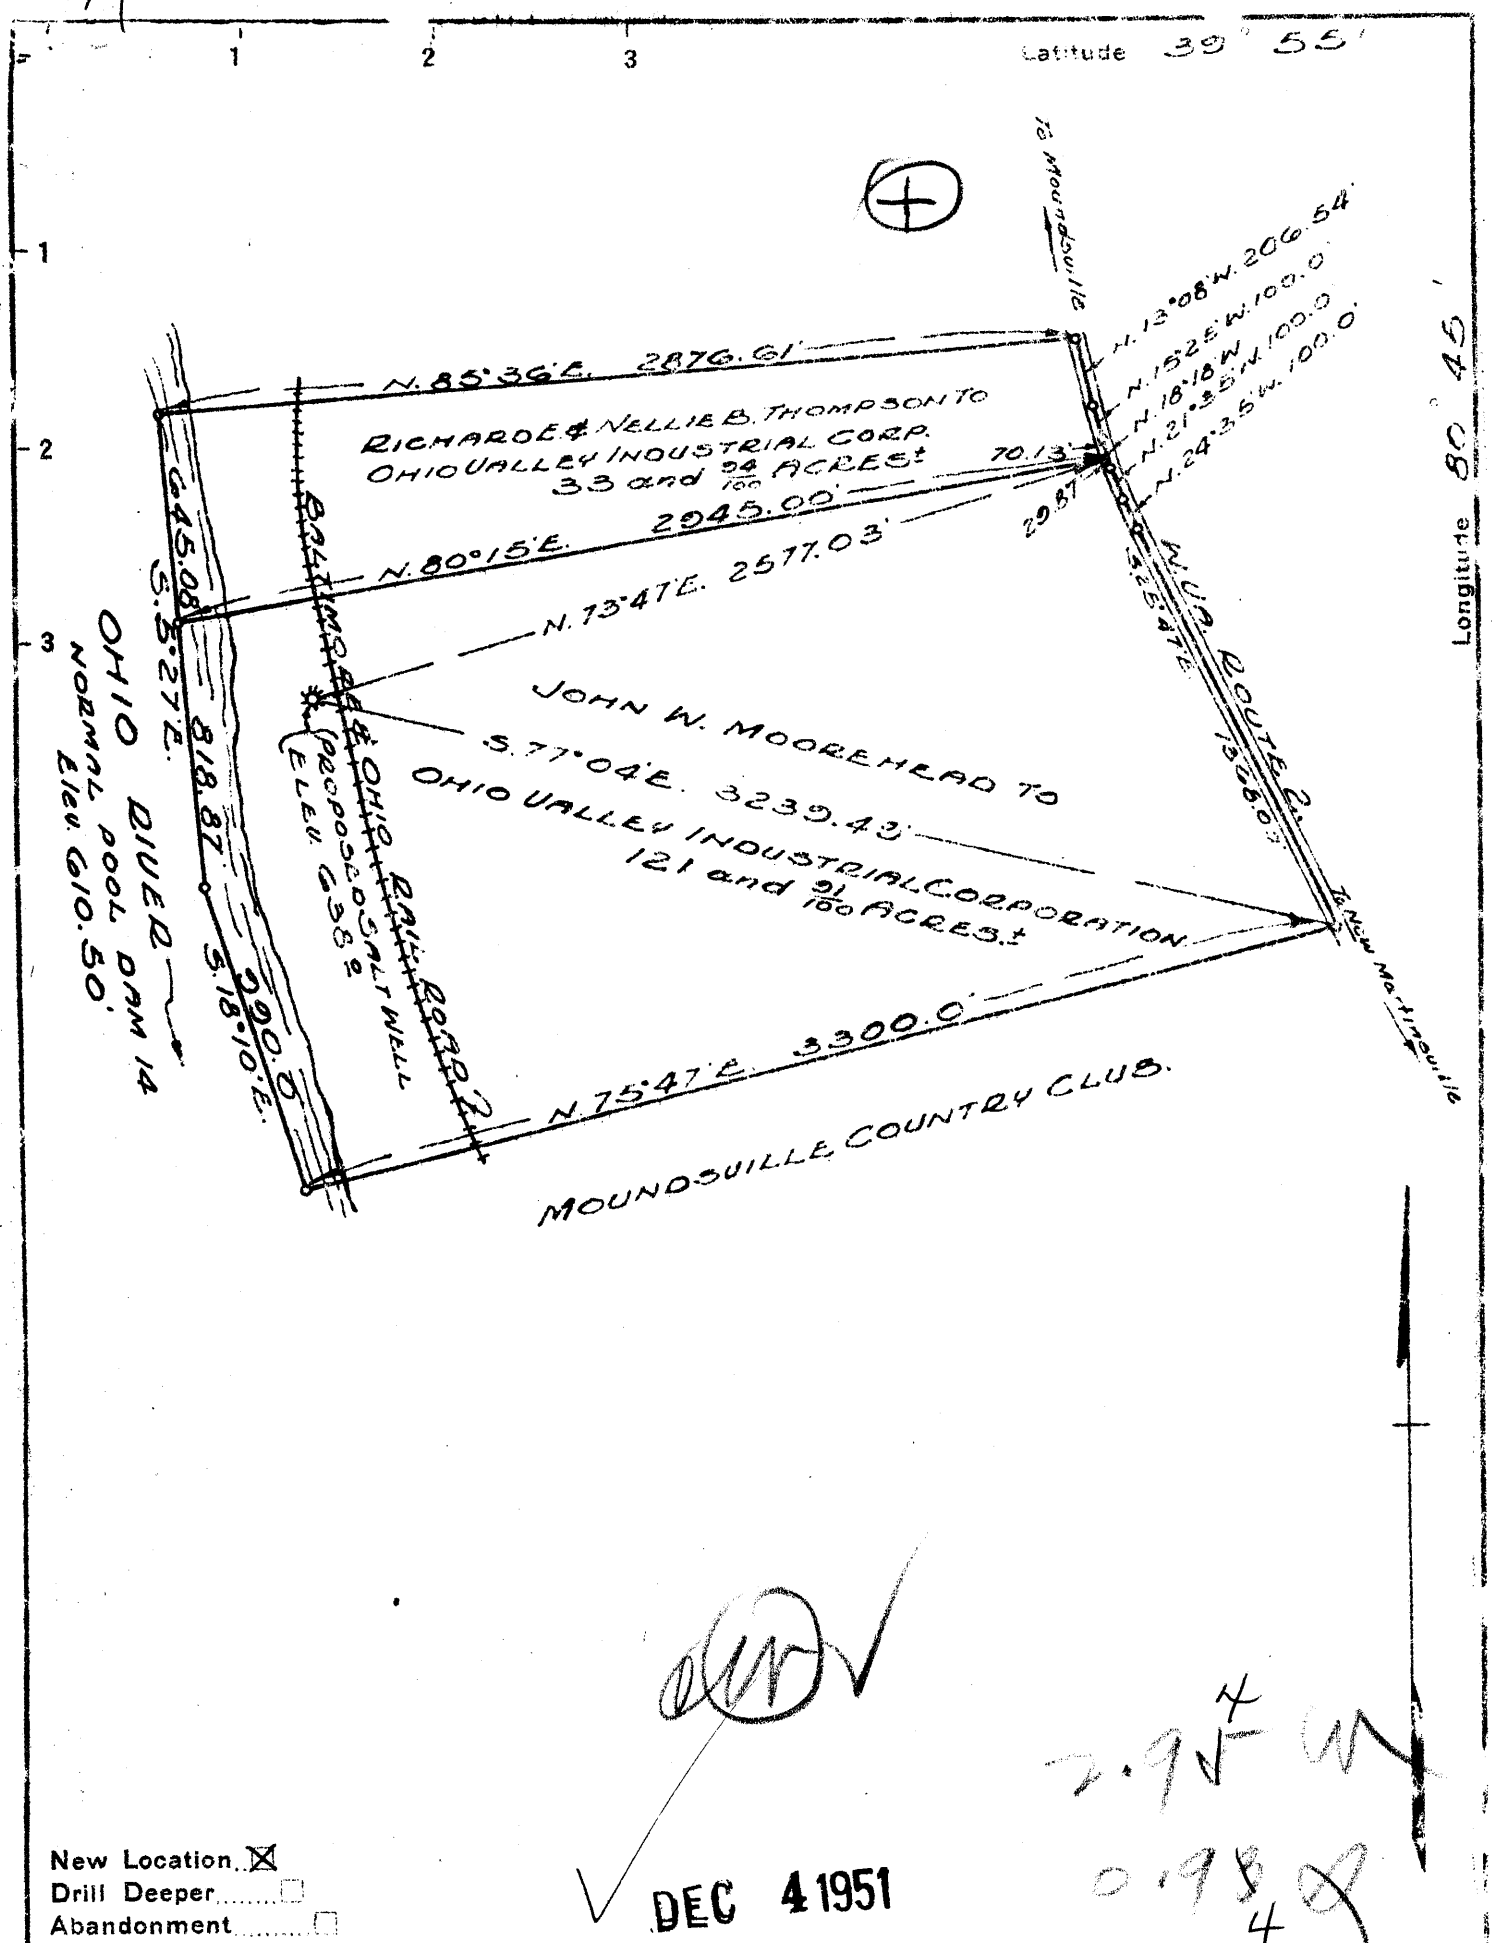 1
2
3
Latitude 39° 55'
1
2
3
Longitude 80° 45'
To Moundsville
N. 13°08' W. 206.54'
N. 15°25' W. 100.0'
N. 18°18' W. 100.0'
N. 21°35' W. 100.0'
N. 24°35' W. 100.0'
N. 85°36' E. 2876.61'
RICHARD E. & NELLIE B. THOMPSON TO
OHIO VALLEY INDUSTRIAL CORP.
33 and 94/100 ACRES ±
70.13'
29.87'
N. 80°15' E. 2945.00'
N. 73°47' E. 2577.03'
645.08'
S. 5°27' E.
818.87'
990.0'
S. 18°10' E.
OHIO RIVER
NORMAL POOL DAM 14
Elev. 610.50'
BALTIMORE & OHIO RAIL ROAD
PROPOSED SALT WELL
ELEV. 638
JOHN W. MOOREHEAD TO
S. 77°04' E. 3239.43'
OHIO VALLEY INDUSTRIAL CORPORATION
121 and 91/100 ACRES ±
W. VA. ROUTE 2
S 25°47' E
To New Martinsville
N. 75°47' E. 3300.0'
MOUNDSVILLE COUNTRY CLUB.
New Location
Drill Deeper
Abandonment
DEC 4 1951